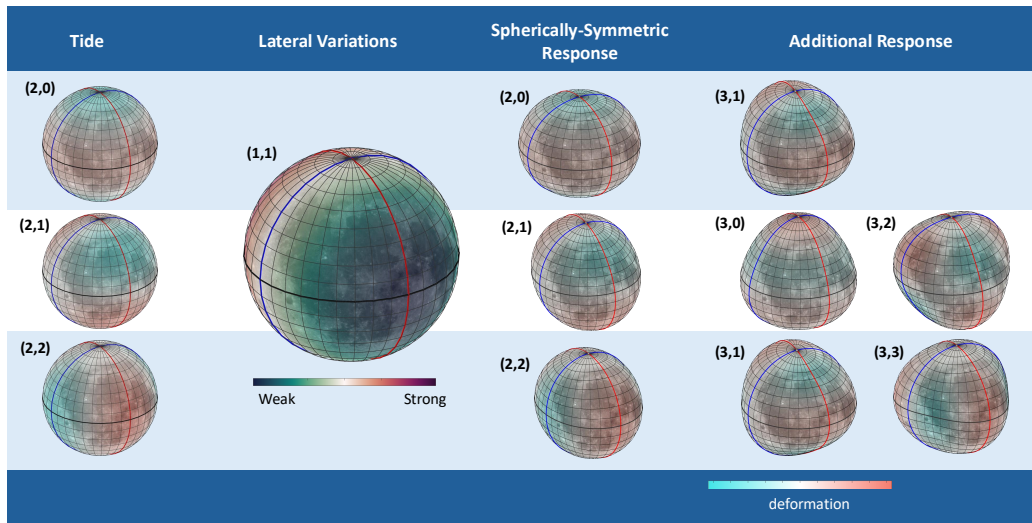 Tide
Lateral Variations
Spherically-Symmetric
Response
Additional Response
(2,0)
(1,1)
(2,0)
(3,1)
(2,1)
(2,1)
(3,0)
(3,2)
(2,2)
(2,2)
(3,1)
(3,3)
Weak
Strong
deformation